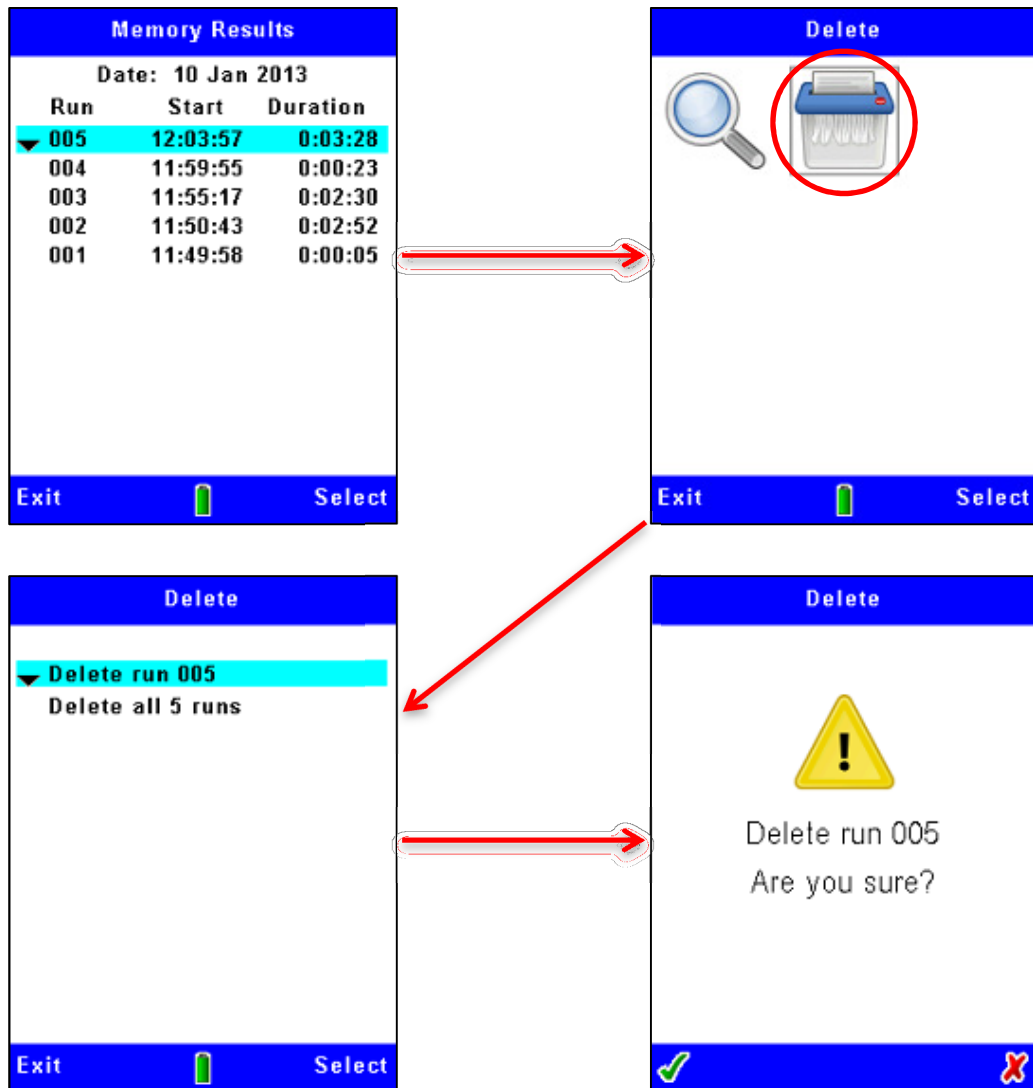 Memory Results
Date: 10 Jan 2013
Run Start Duration
005 12:03:57 0:03:28
004 11:59:55 0:00:23
003 11:55:17 0:02:30
002 11:50:43 0:02:52
001 11:49:58 0:00:05
Exit Select
Delete
Exit Select
Delete
Delete run 005
Delete all 5 runs
Exit Select
Delete
!
Delete run 005
Are you sure?